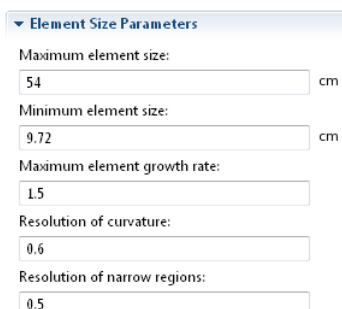 Element Size Parameters
Maximum element size:
54 cm
Minimum element size:
9.72 cm
Maximum element growth rate:
1.5
Resolution of curvature:
0.6
Resolution of narrow regions:
0.5